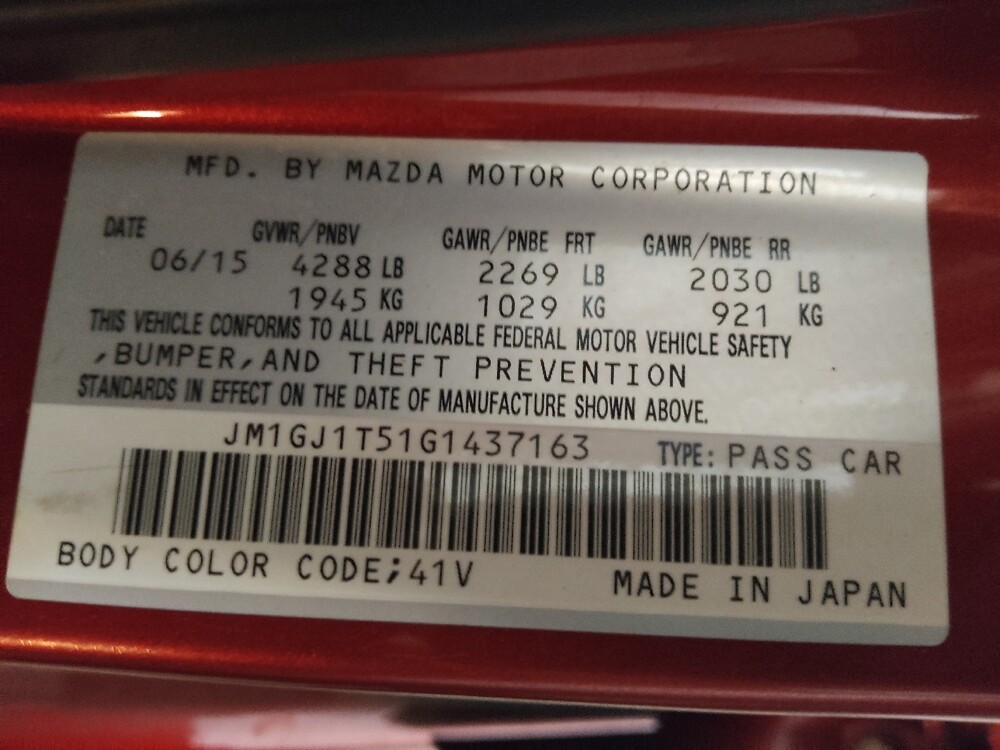 MFD. BY MAZDA MOTOR CORPORATION
DATE GVWR/PNBV GAWR/PNBE FRT GAWR/PNBE RR
06/15 4288 LB 2269 LB 2030 LB
1945 KG 1029 KG 921 KG
THIS VEHICLE CONFORMS TO ALL APPLICABLE FEDERAL MOTOR VEHICLE SAFETY
,BUMPER,AND THEFT PREVENTION
STANDARDS IN EFFECT ON THE DATE OF MANUFACTURE SHOWN ABOVE.
JM1GJ1T51G1437163 TYPE: PASS CAR
BODY COLOR CODE;41V MADE IN JAPAN